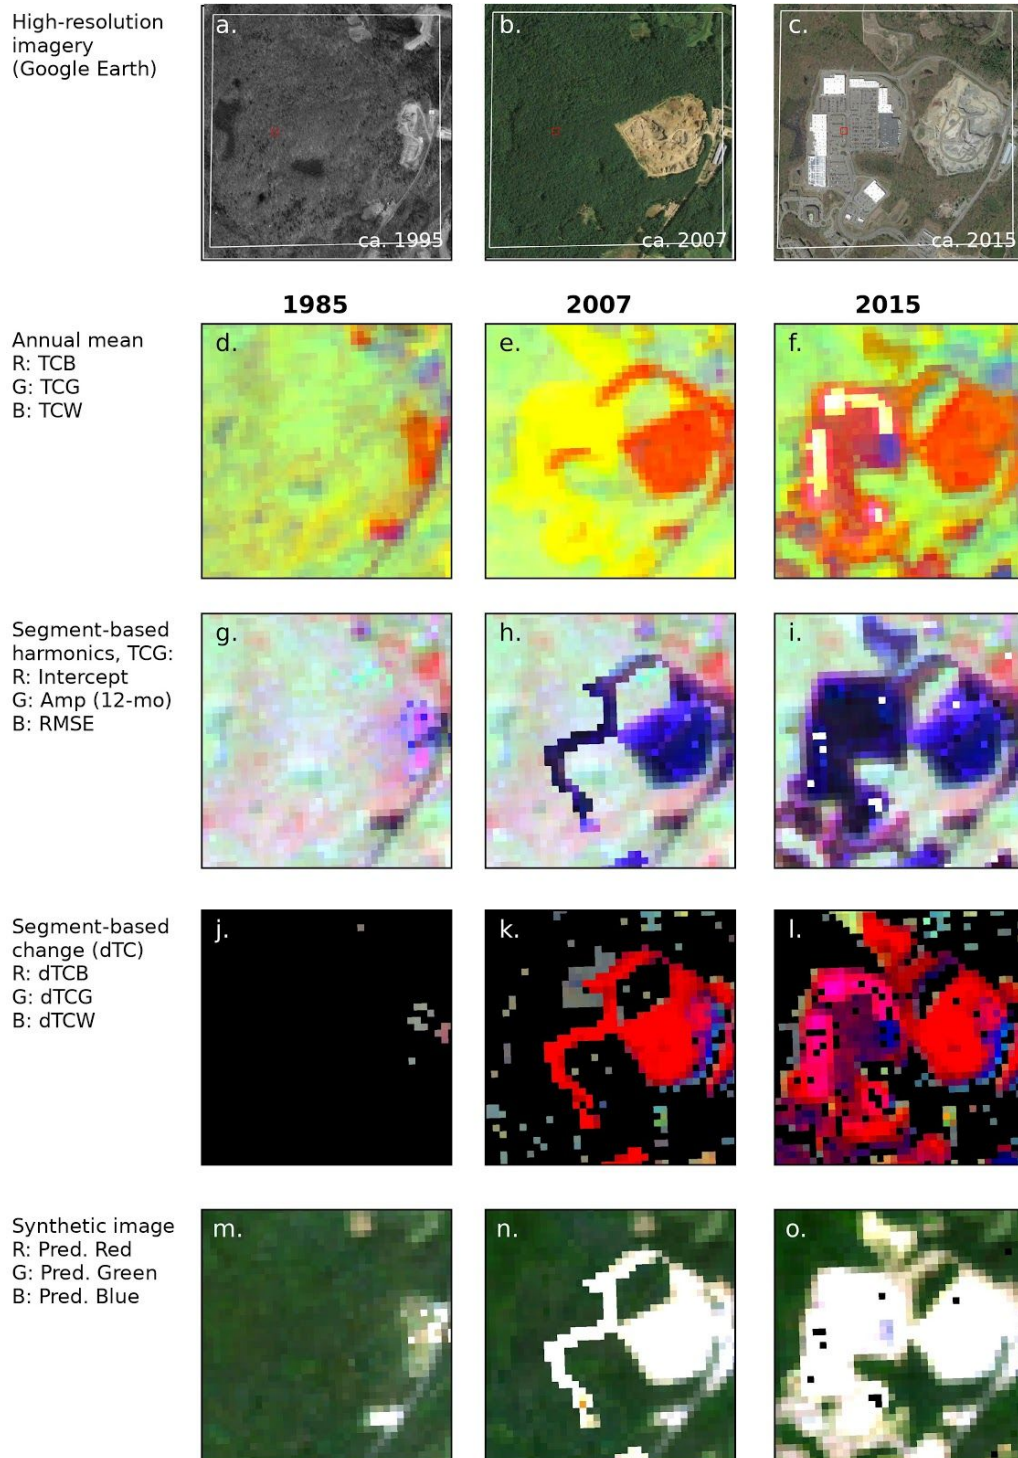 High-resolution
imagery
(Google Earth)
a.
ca. 1995
b.
ca. 2007
c.
ca. 2015
1985
2007
2015
Annual mean
R: TCB
G: TCG
B: TCW
d.
e.
f.
Segment-based
harmonics, TCG:
R: Intercept
G: Amp (12-mo)
B: RMSE
g.
h.
i.
Segment-based
change (dTC)
R: dTCB
G: dTCG
B: dTCW
j.
k.
l.
Synthetic image
R: Pred. Red
G: Pred. Green
B: Pred. Blue
m.
n.
o.